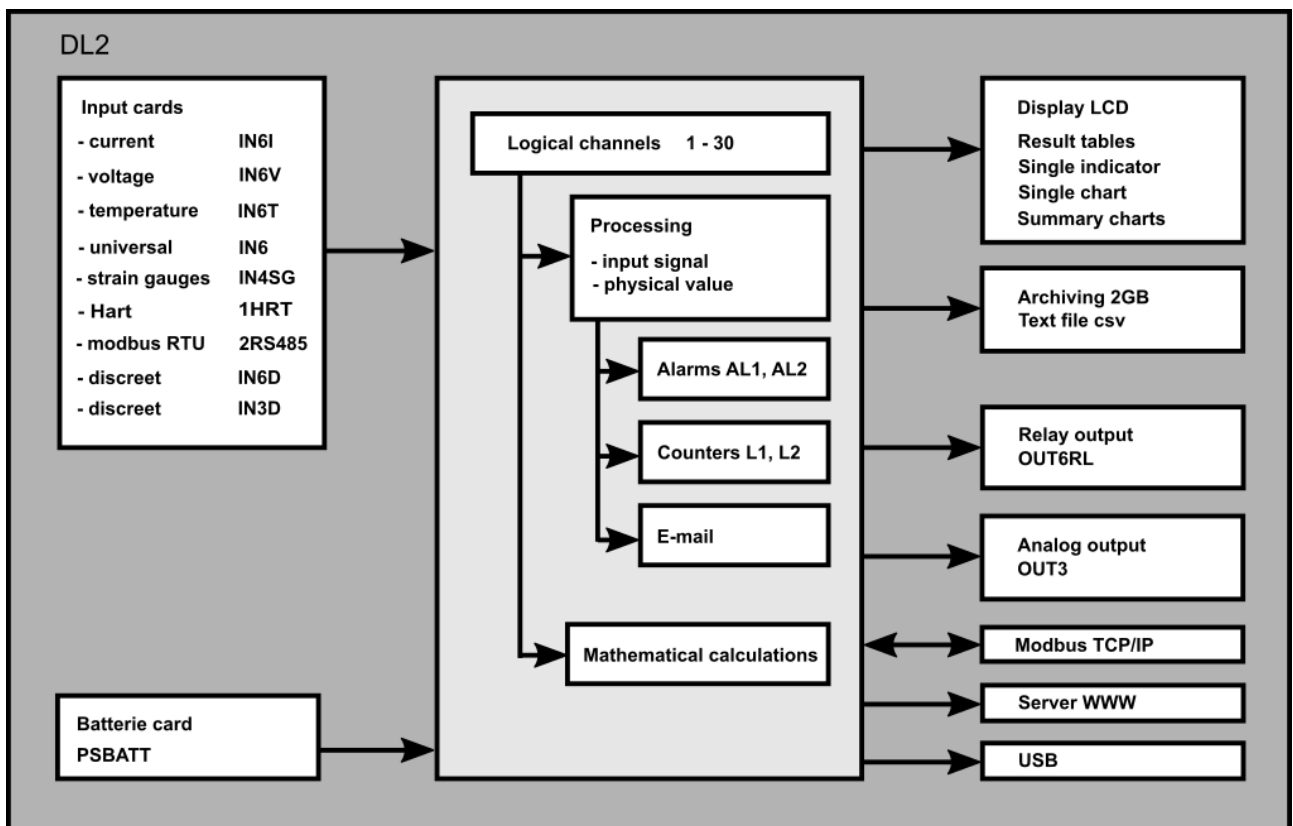 DL2
Input cards
- current IN6I
- voltage IN6V
- temperature IN6T
- universal IN6
- strain gauges IN4SG
- Hart 1HRT
- modbus RTU 2RS485
- discreet IN6D
- discreet IN3D
Batterie card
PSBATT
Logical channels 1 - 30
Processing
- input signal
- physical value
Alarms AL1, AL2
Counters L1, L2
E-mail
Mathematical calculations
Display LCD
Result tables
Single indicator
Single chart
Summary charts
Archiving 2GB
Text file csv
Relay output
OUT6RL
Analog output
OUT3
Modbus TCP/IP
Server WWW
USB